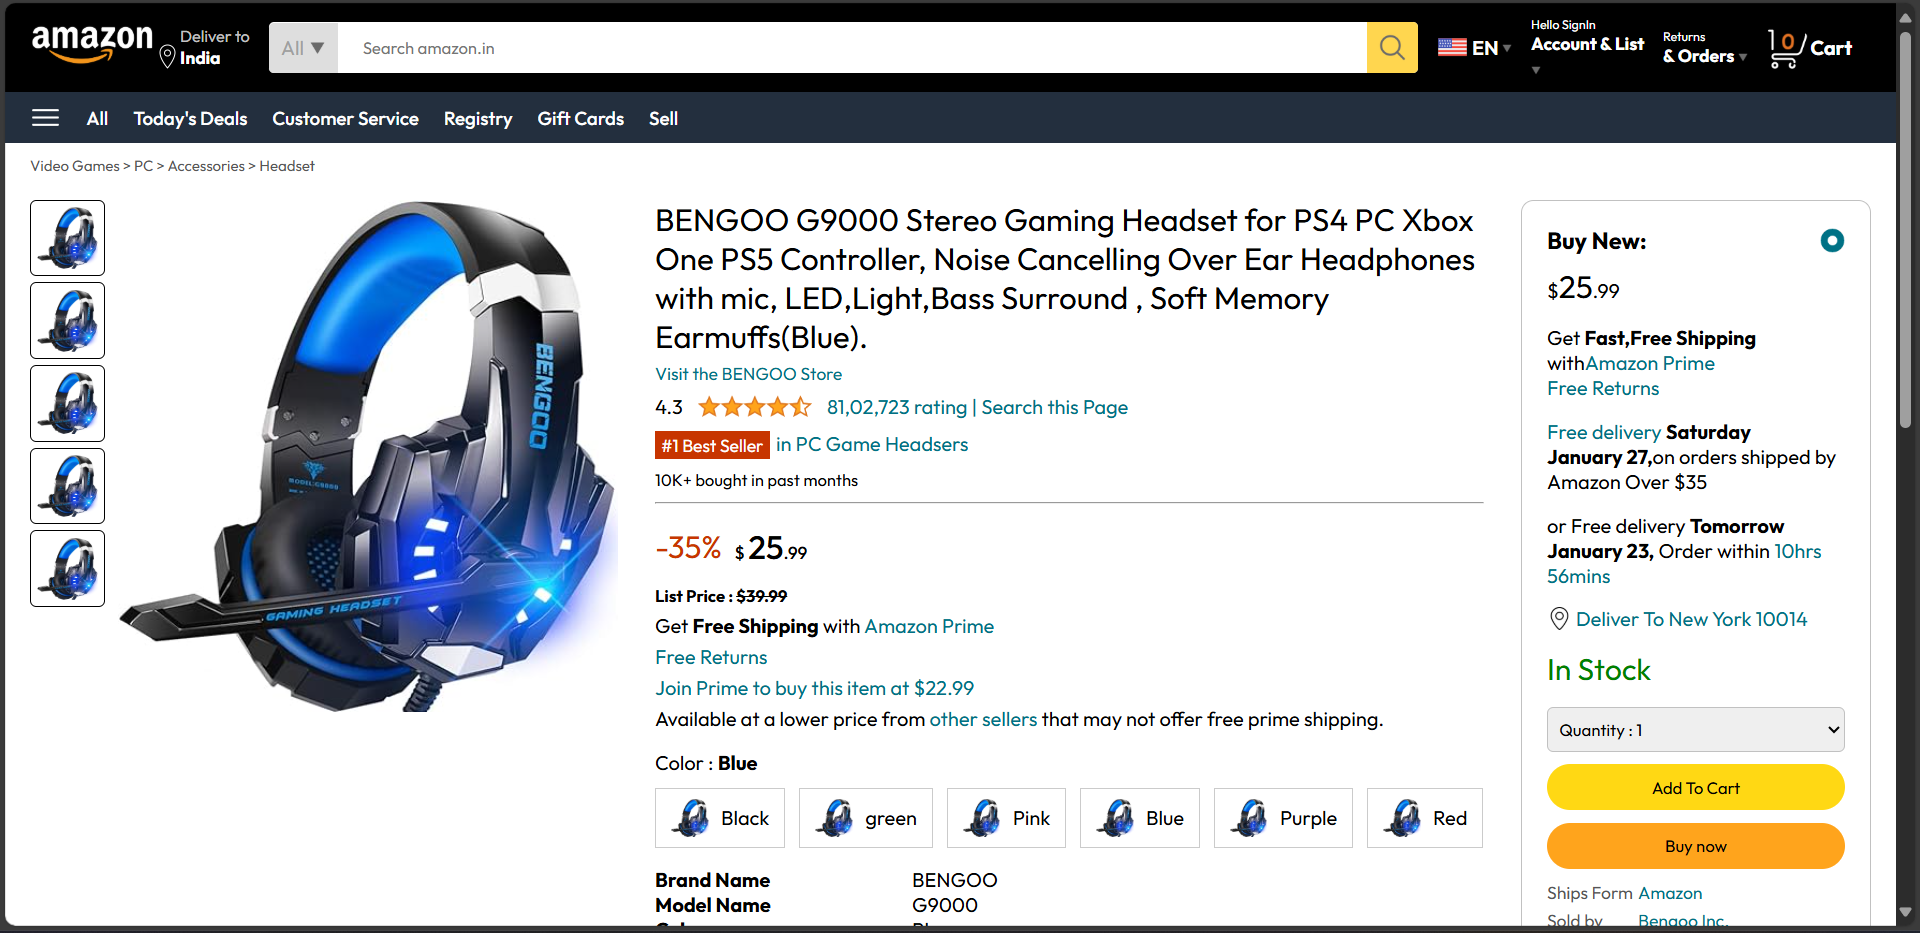 amazon
Deliver to
India
All ▼
Search amazon.in
EN ▾
Hello SignIn
Account & List
▾
Returns
& Orders ▾
0
Cart
All
Today's Deals
Customer Service
Registry
Gift Cards
Sell
Video Games > PC > Accessories > Headset
BENGOO
MODEL:G9000
GAMING HEADSET
BENGOO G9000 Stereo Gaming Headset for PS4 PC Xbox
One PS5 Controller, Noise Cancelling Over Ear Headphones
with mic, LED,Light,Bass Surround , Soft Memory
Earmuffs(Blue).
Visit the BENGOO Store
4.3
81,02,723 rating | Search this Page
#1 Best Seller in PC Game Headsers
10K+ bought in past months
-35% $ 25.99
List Price : $39.99
Get Free Shipping with Amazon Prime
Free Returns
Join Prime to buy this item at $22.99
Available at a lower price from other sellers that may not offer free prime shipping.
Color : Blue
Black
green
Pink
Blue
Purple
Red
Brand Name BENGOO
Model Name G9000
Buy New:
$25.99
Get Fast,Free Shipping
withAmazon Prime
Free Returns
Free delivery Saturday
January 27,on orders shipped by
Amazon Over $35
or Free delivery Tomorrow
January 23, Order within 10hrs
56mins
Deliver To New York 10014
In Stock
Quantity : 1
Add To Cart
Buy now
Ships Form Amazon
Sold by Bengoo Inc.